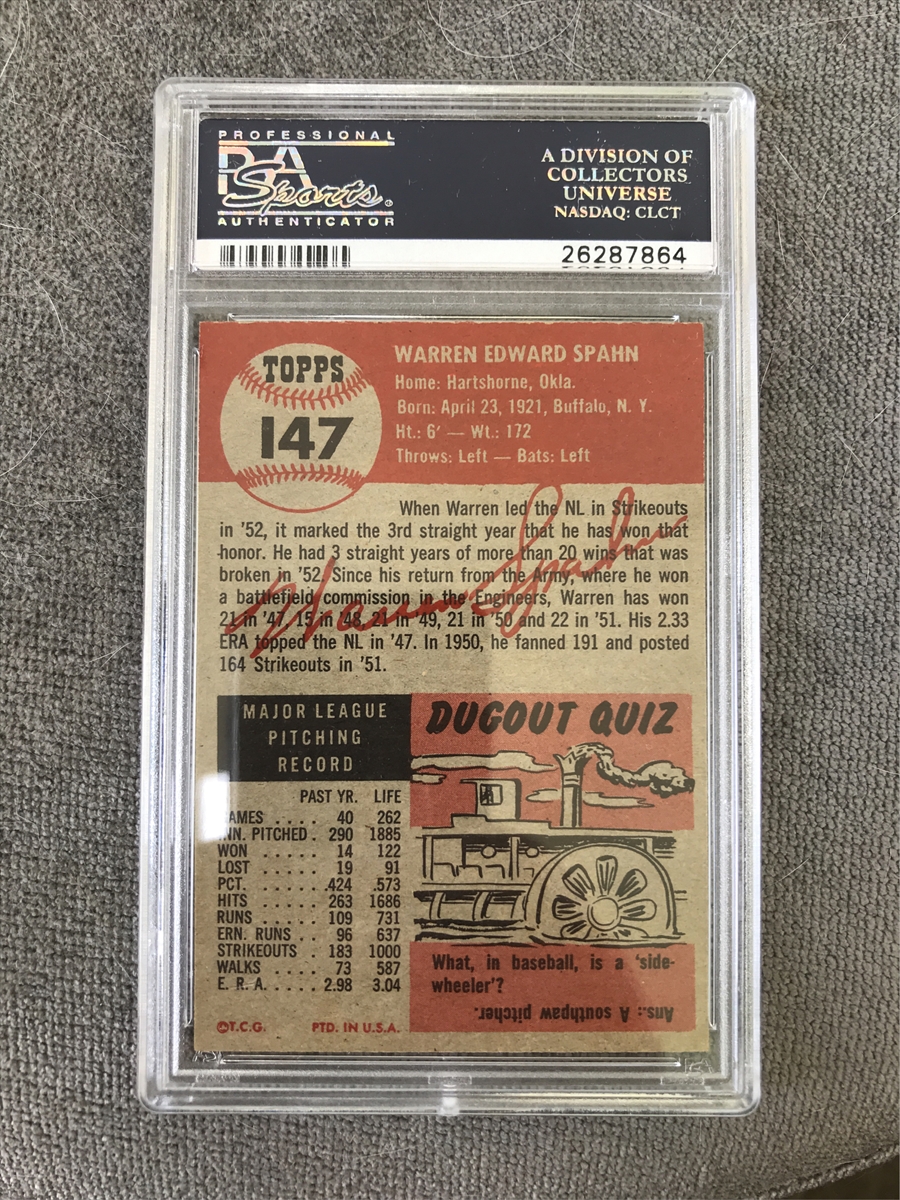 PROFESSIONAL
PSA
Sports
AUTHENTICATOR
A DIVISION OF
COLLECTORS
UNIVERSE
NASDAQ: CLCT
26287864
TOPPS
147
WARREN EDWARD SPAHN
Home: Hartshorne, Okla.
Born: April 23, 1921, Buffalo, N. Y.
Ht.: 6' — Wt.: 172
Throws: Left — Bats: Left
When Warren led the NL in Strikeouts
in '52, it marked the 3rd straight year that he has won that
honor. He had 3 straight years of more than 20 wins that was
broken in '52. Since his return from the Army, where he won
a battlefield commission in the Engineers, Warren has won
21 in '47, 15 in '48, 21 in '49, 21 in '50 and 22 in '51. His 2.33
ERA topped the NL in '47. In 1950, he fanned 191 and posted
164 Strikeouts in '51.
Warren Spahn
MAJOR LEAGUE
PITCHING
RECORD
PAST YR. LIFE
GAMES .... 40 262
INN. PITCHED . 290 1885
WON ..... 14 122
LOST ..... 19 91
PCT. ...... .424 .573
HITS ..... 263 1686
RUNS ..... 109 731
ERN. RUNS .. 96 637
STRIKEOUTS . 183 1000
WALKS .... 73 587
E. R. A. ..... 2.98 3.04
©T.C.G. PTD. IN U.S.A.
DUGOUT QUIZ
What, in baseball, is a 'side-
wheeler'?
Ans.: A southpaw pitcher.